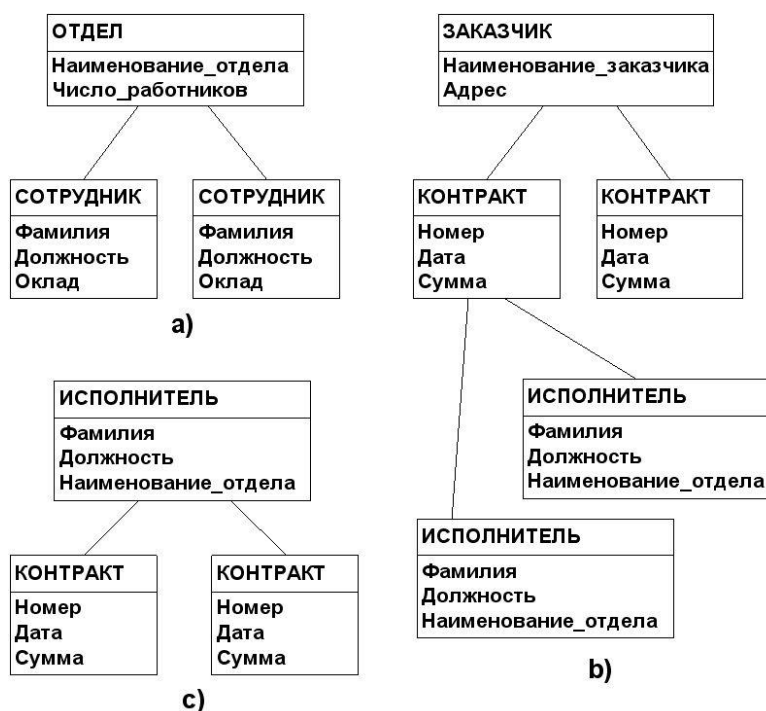 ОТДЕЛ
Наименование_отдела
Число_работников
СОТРУДНИК
Фамилия
Должность
Оклад
СОТРУДНИК
Фамилия
Должность
Оклад
a)
ЗАКАЗЧИК
Наименование_заказчика
Адрес
КОНТРАКТ
Номер
Дата
Сумма
КОНТРАКТ
Номер
Дата
Сумма
ИСПОЛНИТЕЛЬ
Фамилия
Должность
Наименование_отдела
ИСПОЛНИТЕЛЬ
Фамилия
Должность
Наименование_отдела
b)
ИСПОЛНИТЕЛЬ
Фамилия
Должность
Наименование_отдела
КОНТРАКТ
Номер
Дата
Сумма
КОНТРАКТ
Номер
Дата
Сумма
c)